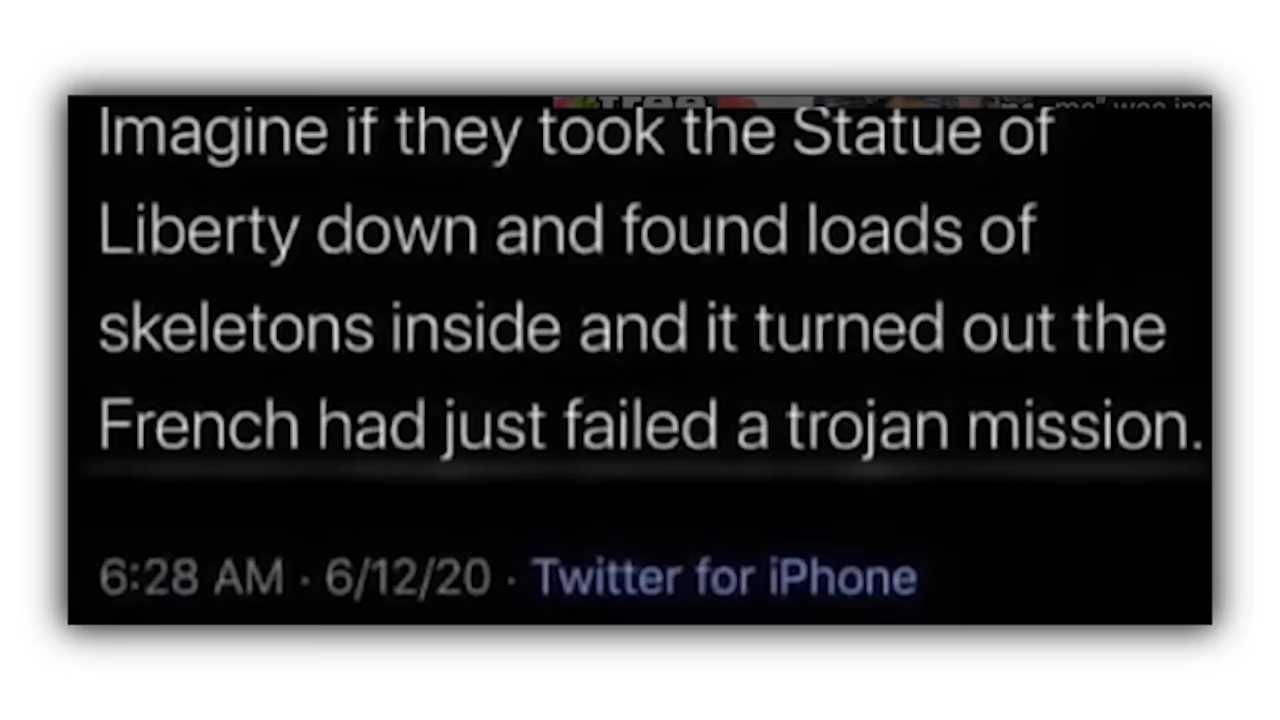 Imagine if they took the Statue of
Liberty down and found loads of
skeletons inside and it turned out the
French had just failed a trojan mission.
6:28 AM · 6/12/20 · Twitter for iPhone